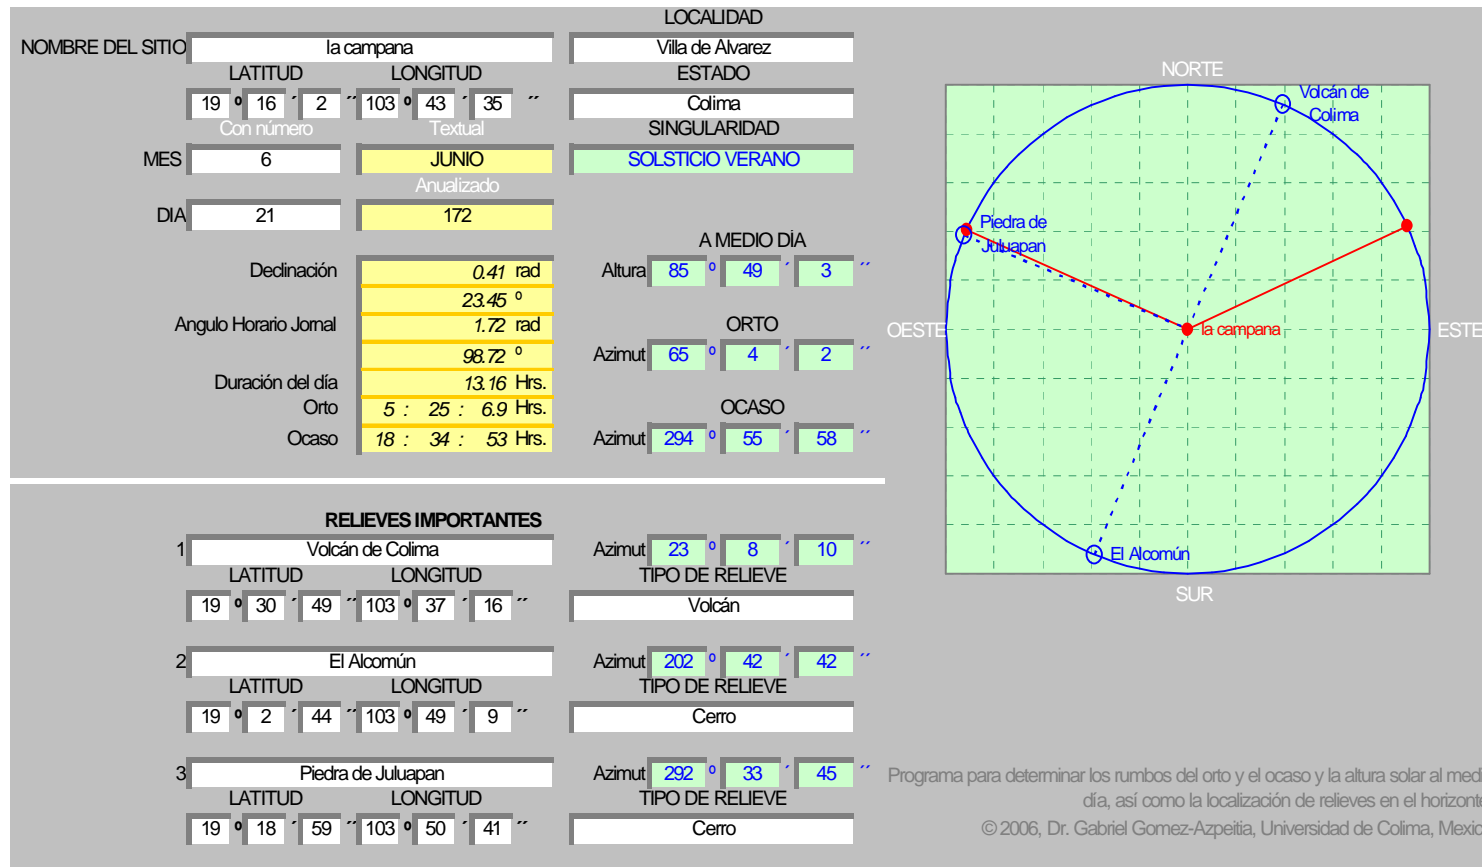 LOCALIDAD
NOMBRE DEL SITIO la campana Villa de Alvarez
LATITUD LONGITUD ESTADO
19 º 16 ´ 2 ´´ 103 º 43 ´ 35 ´´ Colima
Con número Textual SINGULARIDAD
MES 6 JUNIO SOLSTICIO VERANO
Anualizado
DIA 21 172
A MEDIO DÌA
Declinación 0.41 rad Altura 85 º 49 ´ 3 ´´
23.45 º
Angulo Horario Jornal 1.72 rad ORTO
98.72 º Azimut 65 º 4 ´ 2 ´´
Duración del día 13.16 Hrs.
Orto 5 : 25 : 6.9 Hrs. OCASO
Ocaso 18 : 34 : 53 Hrs. Azimut 294 º 55 ´ 58 ´´
RELIEVES IMPORTANTES
1 Volcán de Colima Azimut 23 º 8 ´ 10 ´´
LATITUD LONGITUD TIPO DE RELIEVE
19 º 30 ´ 49 ´´ 103 º 37 ´ 16 ´´ Volcán
2 El Alcomún Azimut 202 º 42 ´ 42 ´´
LATITUD LONGITUD TIPO DE RELIEVE
19 º 2 ´ 44 ´´ 103 º 49 ´ 9 ´´ Cerro
3 Piedra de Juluapan Azimut 292 º 33 ´ 45 ´´
LATITUD LONGITUD TIPO DE RELIEVE
19 º 18 ´ 59 ´´ 103 º 50 ´ 41 ´´ Cerro
NORTE
Volcán de
Colima
Piedra de
Juluapan
OESTE la campana ESTE
El Alcomún
SUR
Programa para determinar los rumbos del orto y el ocaso y la altura solar al medi
día, así como la localización de relieves en el horizonte
© 2006, Dr. Gabriel Gomez-Azpeitia, Universidad de Colima, Mexic